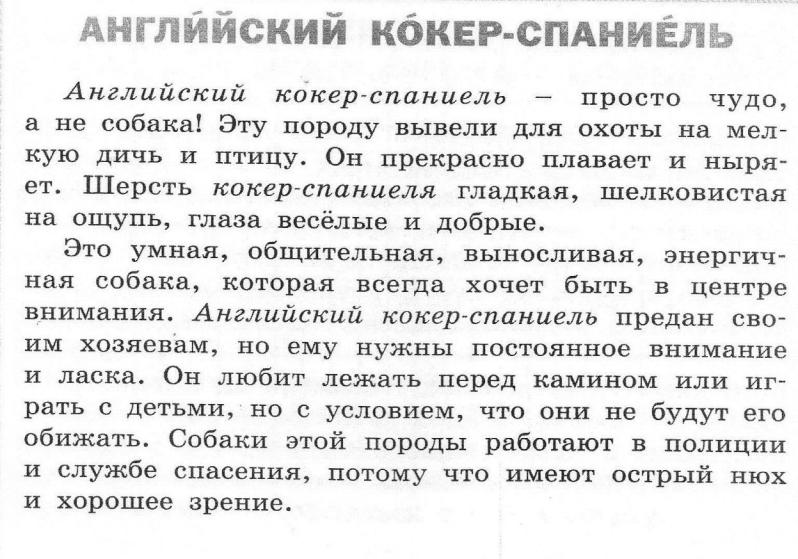 АНГЛИ́ЙСКИЙ КО́КЕР-СПАНИЕ́ЛЬ
Английский кокер-спаниель – просто чудо,
а не собака! Эту породу вывели для охоты на мел-
кую дичь и птицу. Он прекрасно плавает и ныря-
ет. Шерсть кокер-спаниеля гладкая, шелковистая
на ощупь, глаза весёлые и добрые.
Это умная, общительная, выносливая, энергич-
ная собака, которая всегда хочет быть в центре
внимания. Английский кокер-спаниель предан сво-
им хозяевам, но ему нужны постоянное внимание
и ласка. Он любит лежать перед камином или иг-
рать с детьми, но с условием, что они не будут его
обижать. Собаки этой породы работают в полиции
и службе спасения, потому что имеют острый нюх
и хорошее зрение.